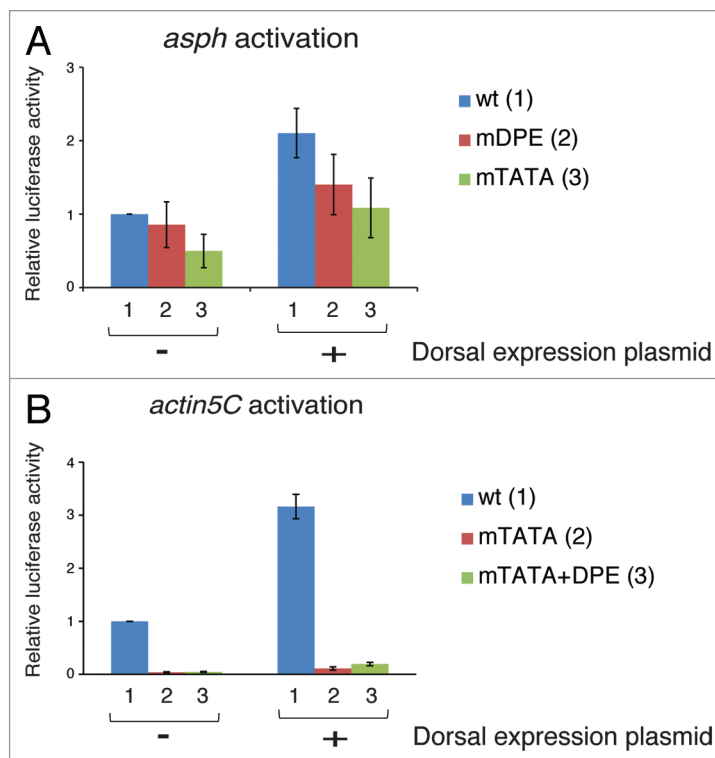 A
asph activation
Relative luciferase activity
3
2
1
0
wt (1)
mDPE (2)
mTATA (3)
1 2 3 1 2 3
- + Dorsal expression plasmid
B
actin5C activation
Relative luciferase activity
4
3
2
1
0
wt (1)
mTATA (2)
mTATA+DPE (3)
1 2 3 1 2 3
- + Dorsal expression plasmid